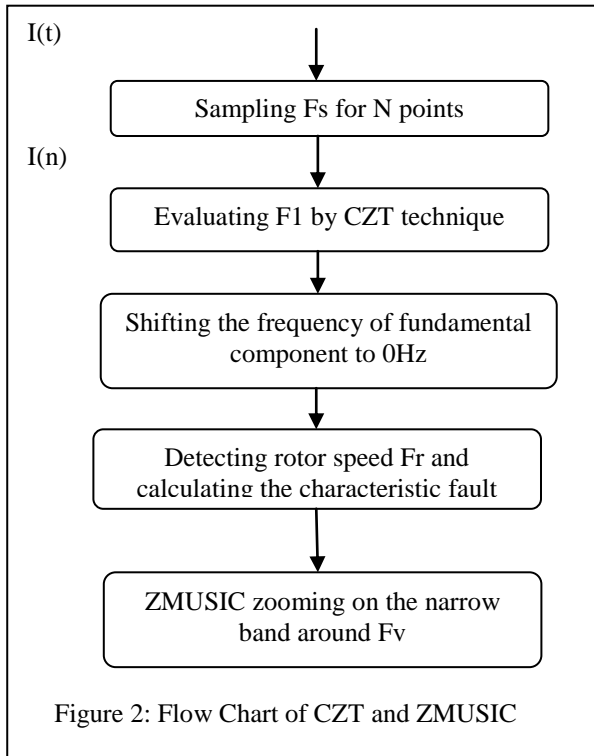 I(t)
Sampling Fs for N points
I(n)
Evaluating F1 by CZT technique
Shifting the frequency of fundamental
component to 0Hz
Detecting rotor speed Fr and
calculating the characteristic fault
ZMUSIC zooming on the narrow
band around Fv
Figure 2: Flow Chart of CZT and ZMUSIC